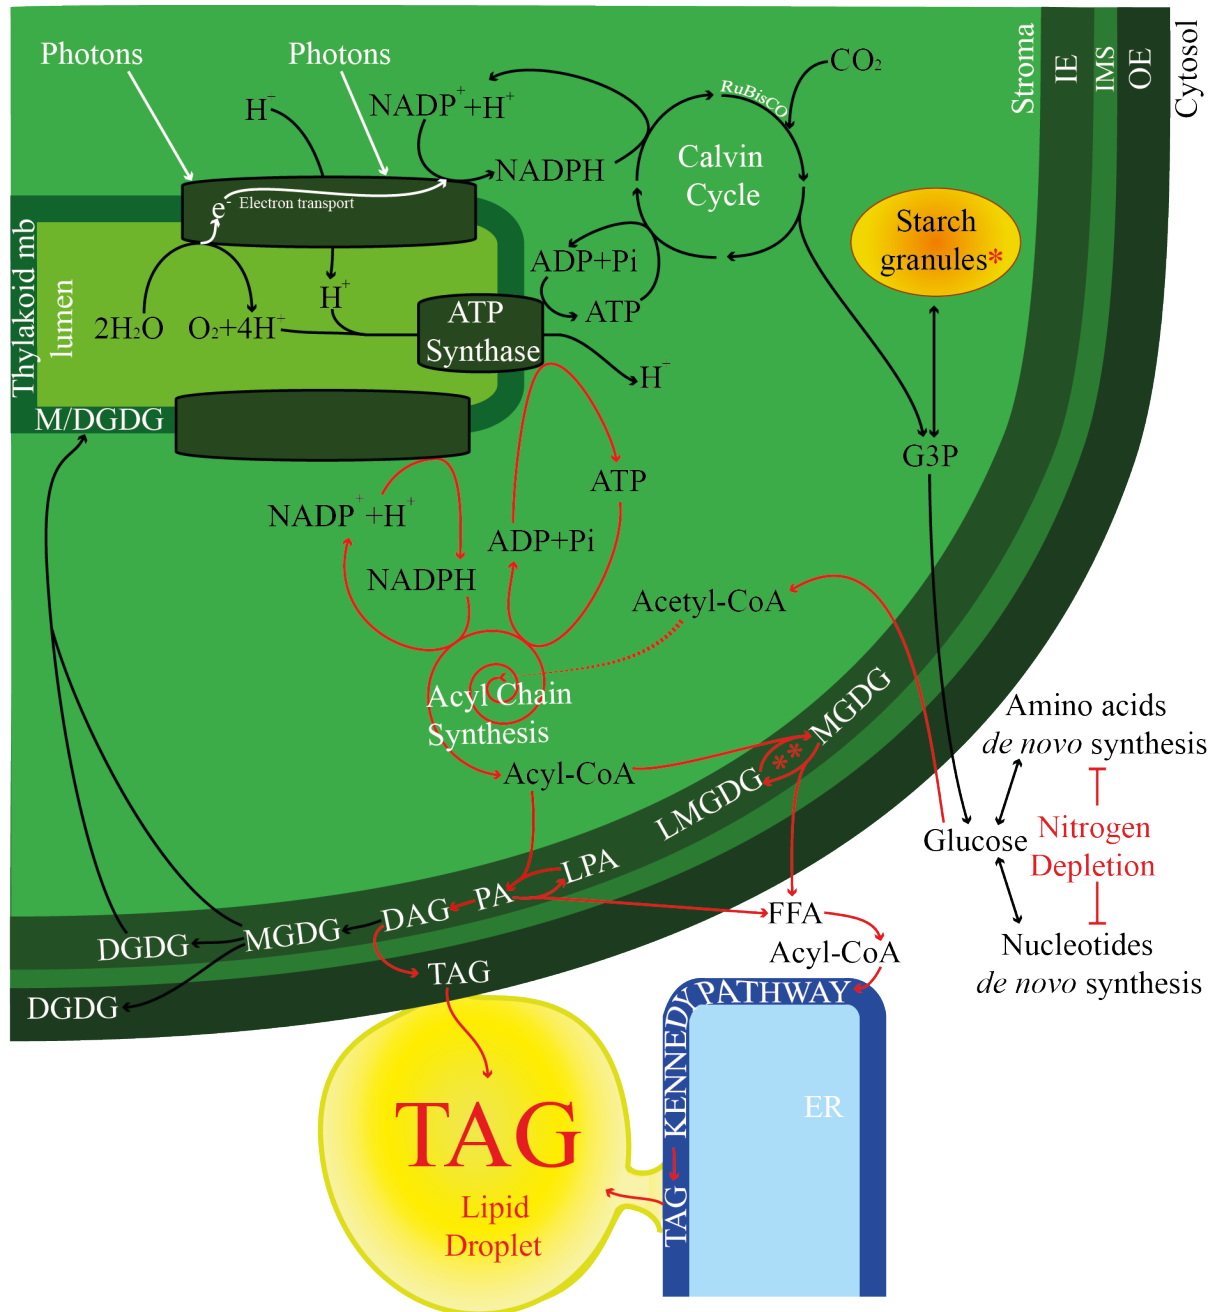 Photons
Photons
H⁻
NADP⁺+H⁺
NADPH
RuBisCO
CO₂
Calvin
Cycle
Stroma
IE
IMS
OE
Cytosol
e⁻ Electron transport
Starch
granules*
Thylakoid mb
lumen
2H₂O
O₂+4H⁺
H⁺
ADP+Pi
ATP
ATP
Synthase
H⁻
M/DGDG
G3P
NADP⁺+H⁺
NADPH
ADP+Pi
ATP
Acetyl-CoA
Acyl Chain
Synthesis
Acyl-CoA
MGDG
**
LMGDG
Amino acids
de novo synthesis
Glucose
Nitrogen
Depletion
Nucleotides
de novo synthesis
LPA
PA
DAG
MGDG
DGDG
DGDG
TAG
FFA
Acyl-CoA
KENNEDY PATHWAY
ER
TAG
TAG
Lipid
Droplet